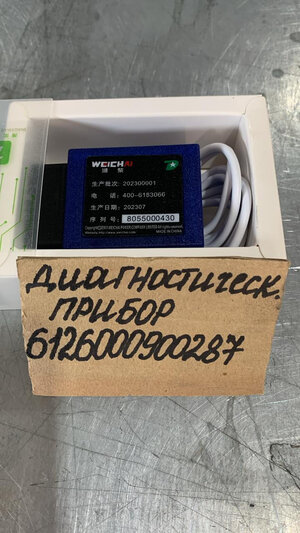 WEICHAI
潍柴
生产批次: 202300001
电 话: 400-6183066
生产日期: 202307
序 列 号: 8055000430
ДИАГНОСТИЧЕСК.
ПРИБОР
6126000900287